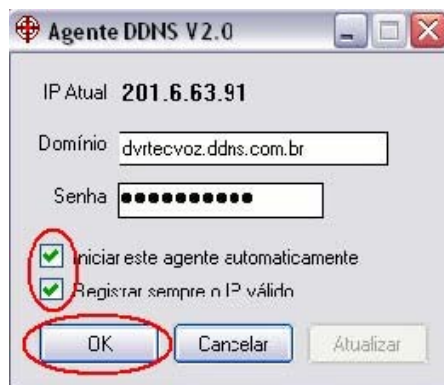 Agente DDNS V2.0
IP Atual 201.6.63.91
Domínio dvrtecvoz.ddns.com.br
Senha ●●●●●●●●●●
Iniciar este agente automaticamente
Registrar sempre o IP válido
OK Cancelar Atualizar